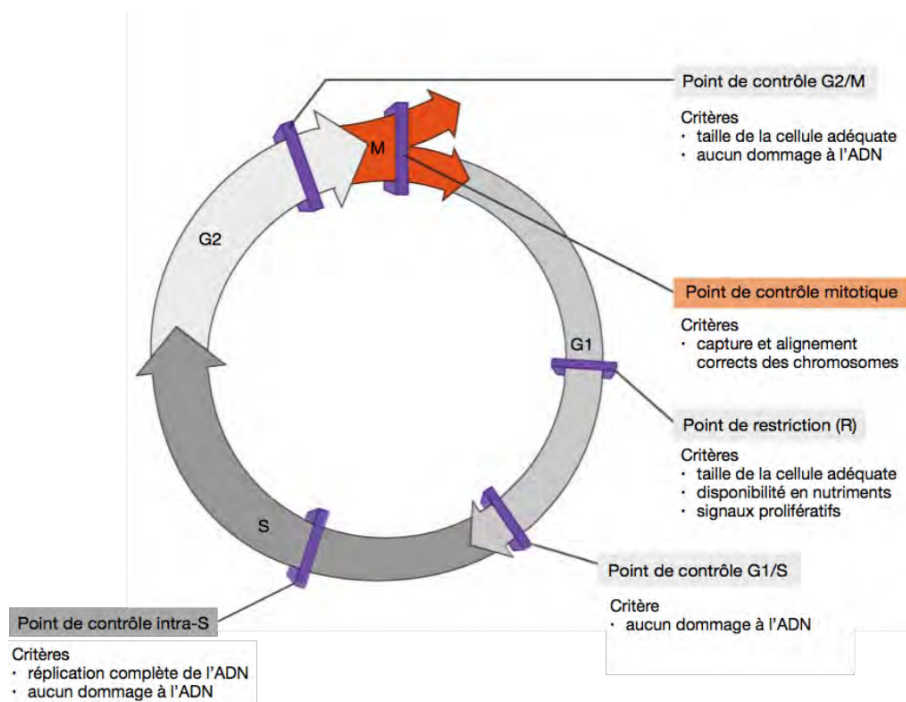 Point de contrôle G2/M
Critères
· taille de la cellule adéquate
· aucun dommage à l'ADN
M
G2
Point de contrôle mitotique
Critères
· capture et alignement
corrects des chromosomes
G1
Point de restriction (R)
Critères
· taille de la cellule adéquate
· disponibilité en nutriments
· signaux prolifératifs
S
Point de contrôle G1/S
Critère
· aucun dommage à l'ADN
Point de contrôle intra-S
Critères
· réplication complète de l'ADN
· aucun dommage à l'ADN